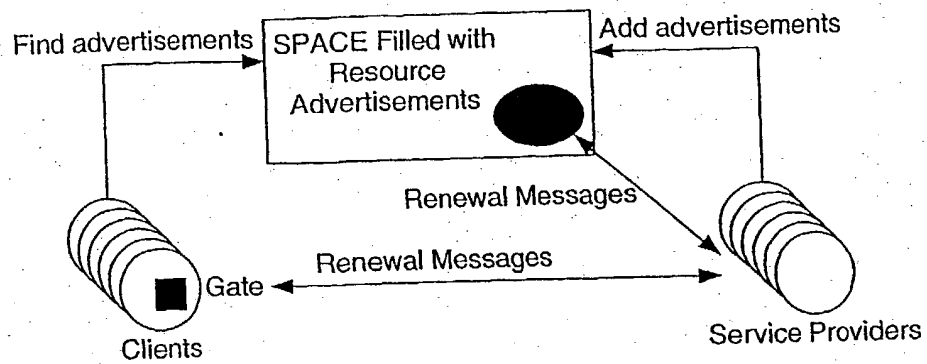 Find advertisements
SPACE Filled with
Resource
Advertisements
Add advertisements
Renewal Messages
Renewal Messages
Gate
Clients
Service Providers